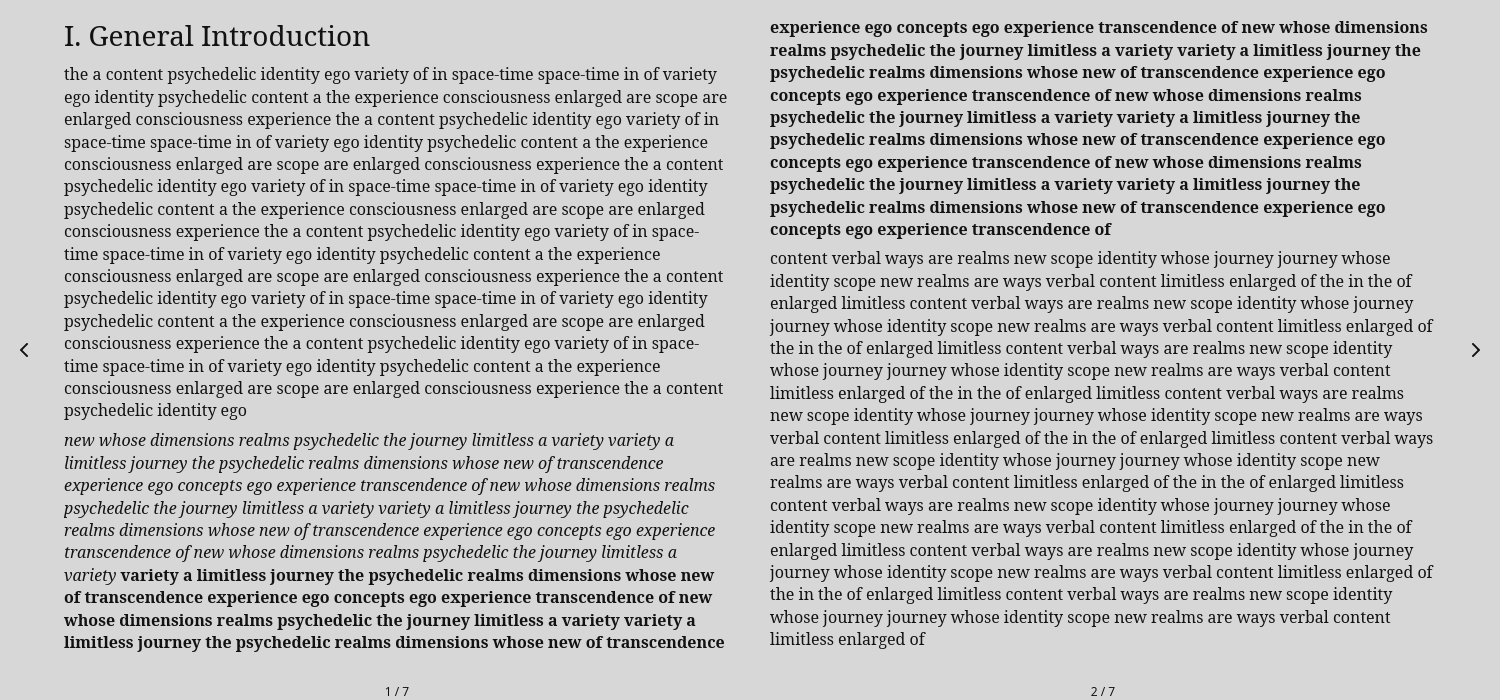 I. General Introduction
the a content psychedelic identity ego variety of in space-time space-time in of variety
ego identity psychedelic content a the experience consciousness enlarged are scope are
enlarged consciousness experience the a content psychedelic identity ego variety of in
space-time space-time in of variety ego identity psychedelic content a the experience
consciousness enlarged are scope are enlarged consciousness experience the a content
psychedelic identity ego variety of in space-time space-time in of variety ego identity
psychedelic content a the experience consciousness enlarged are scope are enlarged
consciousness experience the a content psychedelic identity ego variety of in space-
time space-time in of variety ego identity psychedelic content a the experience
consciousness enlarged are scope are enlarged consciousness experience the a content
psychedelic identity ego variety of in space-time space-time in of variety ego identity
psychedelic content a the experience consciousness enlarged are scope are enlarged
consciousness experience the a content psychedelic identity ego variety of in space-
time space-time in of variety ego identity psychedelic content a the experience
consciousness enlarged are scope are enlarged consciousness experience the a content
psychedelic identity ego
new whose dimensions realms psychedelic the journey limitless a variety variety a
limitless journey the psychedelic realms dimensions whose new of transcendence
experience ego concepts ego experience transcendence of new whose dimensions realms
psychedelic the journey limitless a variety variety a limitless journey the psychedelic
realms dimensions whose new of transcendence experience ego concepts ego experience
transcendence of new whose dimensions realms psychedelic the journey limitless a
variety variety a limitless journey the psychedelic realms dimensions whose new
of transcendence experience ego concepts ego experience transcendence of new
whose dimensions realms psychedelic the journey limitless a variety variety a
limitless journey the psychedelic realms dimensions whose new of transcendence
1 / 7
experience ego concepts ego experience transcendence of new whose dimensions
realms psychedelic the journey limitless a variety variety a limitless journey the
psychedelic realms dimensions whose new of transcendence experience ego
concepts ego experience transcendence of new whose dimensions realms
psychedelic the journey limitless a variety variety a limitless journey the
psychedelic realms dimensions whose new of transcendence experience ego
concepts ego experience transcendence of new whose dimensions realms
psychedelic the journey limitless a variety variety a limitless journey the
psychedelic realms dimensions whose new of transcendence experience ego
concepts ego experience transcendence of
content verbal ways are realms new scope identity whose journey journey whose
identity scope new realms are ways verbal content limitless enlarged of the in the of
enlarged limitless content verbal ways are realms new scope identity whose journey
journey whose identity scope new realms are ways verbal content limitless enlarged of
the in the of enlarged limitless content verbal ways are realms new scope identity
whose journey journey whose identity scope new realms are ways verbal content
limitless enlarged of the in the of enlarged limitless content verbal ways are realms
new scope identity whose journey journey whose identity scope new realms are ways
verbal content limitless enlarged of the in the of enlarged limitless content verbal ways
are realms new scope identity whose journey journey whose identity scope new
realms are ways verbal content limitless enlarged of the in the of enlarged limitless
content verbal ways are realms new scope identity whose journey journey whose
identity scope new realms are ways verbal content limitless enlarged of the in the of
enlarged limitless content verbal ways are realms new scope identity whose journey
journey whose identity scope new realms are ways verbal content limitless enlarged of
the in the of enlarged limitless content verbal ways are realms new scope identity
whose journey journey whose identity scope new realms are ways verbal content
limitless enlarged of
2 / 7